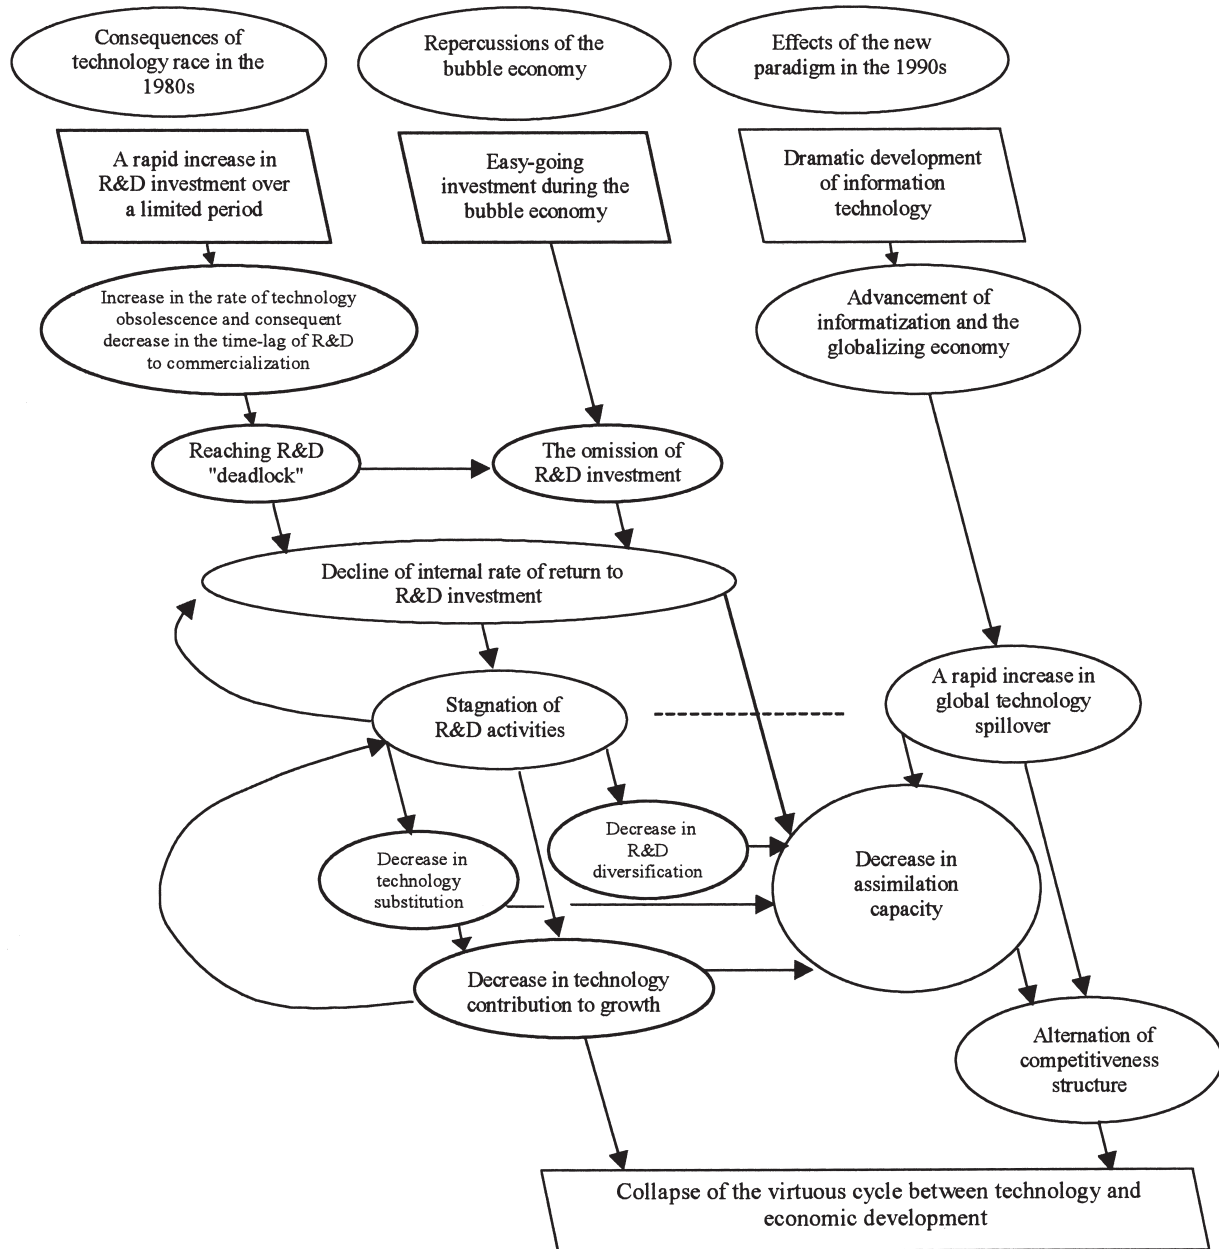 Consequences of
technology race in the
1980s
Repercussions of the
bubble economy
Effects of the new
paradigm in the 1990s
A rapid increase in
R&D investment over
a limited period
Easy-going
investment during the
bubble economy
Dramatic development
of information
technology
Increase in the rate of technology
obsolescence and consequent
decrease in the time-lag of R&D
to commercialization
Advancement of
informatization and the
globalizing economy
Reaching R&D
"deadlock"
The omission of
R&D investment
Decline of internal rate of return to
R&D investment
Stagnation of
R&D activities
A rapid increase in
global technology
spillover
Decrease in
R&D
diversification
Decrease in
technology
substitution
Decrease in
assimilation
capacity
Decrease in technology
contribution to growth
Alternation of
competitiveness
structure
Collapse of the virtuous cycle between technology and
economic development